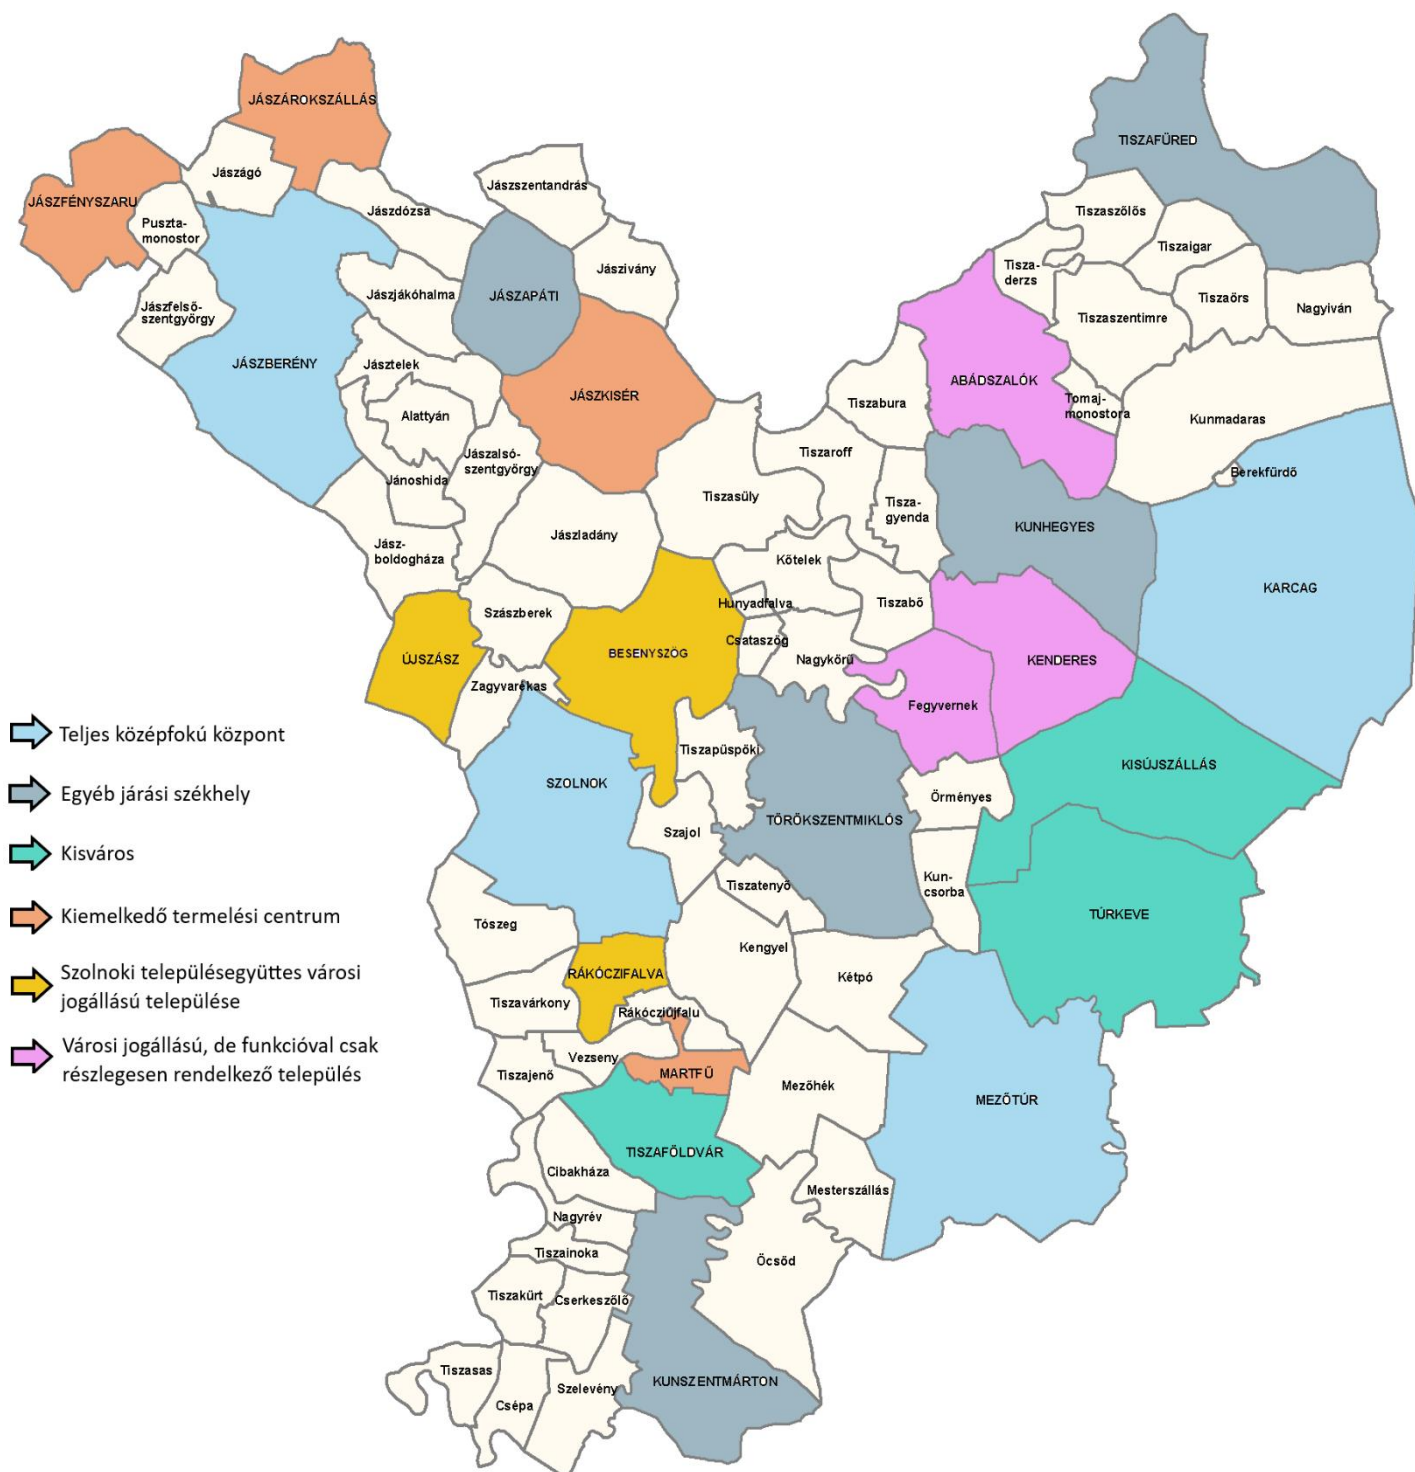 JÁSZÁROKSZÁLLÁS
TISZAFÜRED
Jászágó
Jászszentandrás
JÁSZFÉNYSZARU
Jászdózsa
Tiszaszőlős
Puszta-
monostor
Tiszaigar
Jászivány
Tisza-
derzs
JÁSZAPÁTI
Jászjákóhalma
Tiszaörs
Nagyiván
Jászfelső-
szentgyörgy
Tiszaszentimre
JÁSZBERÉNY
Jásztelek
ABÁDSZALÓK
JÁSZKISÉR
Tiszabura
Tomaj-
monostora
Alattyán
Kunmadaras
Jászalsó-
szentgyörgy
Tiszaroff
Berekfürdő
Jánoshida
Tiszasüly
Tisza-
gyenda
KUNHEGYES
Jászladány
Jász-
boldogháza
Kőtelek
KARCAG
Hunyadfalva
Tiszabő
Szászberek
Csataszög
BESENYSZÖG
ÚJSZÁSZ
Nagykörű
KENDERES
Zagyvarékas
Fegyvernek
Teljes középfokú központ
Tiszapüspöki
KISÚJSZÁLLÁS
SZOLNOK
Egyéb járási székhely
Örményes
TÖRÖKSZENTMIKLÓS
Szajol
Kisváros
Tiszatenyő
Kun-
csorba
TÚRKEVE
Kiemelkedő termelési centrum
Tószeg
Kengyel
Kétpó
Szolnoki településegyüttes városi
jogállású települése
RÁKÓCZIFALVA
Tiszavárkony
Rákócziújfalu
Városi jogállású, de funkcióval csak
részlegesen rendelkező település
Vezseny
Tiszajenő
MARTFŰ
Mezőhék
MEZŐTÚR
TISZAFÖLDVÁR
Cibakháza
Mesterszállás
Nagyrév
Tiszainoka
Öcsöd
Tiszakürt
Cserkeszőlő
Tiszasas
KUNSZENTMÁRTON
Szelevény
Csépa